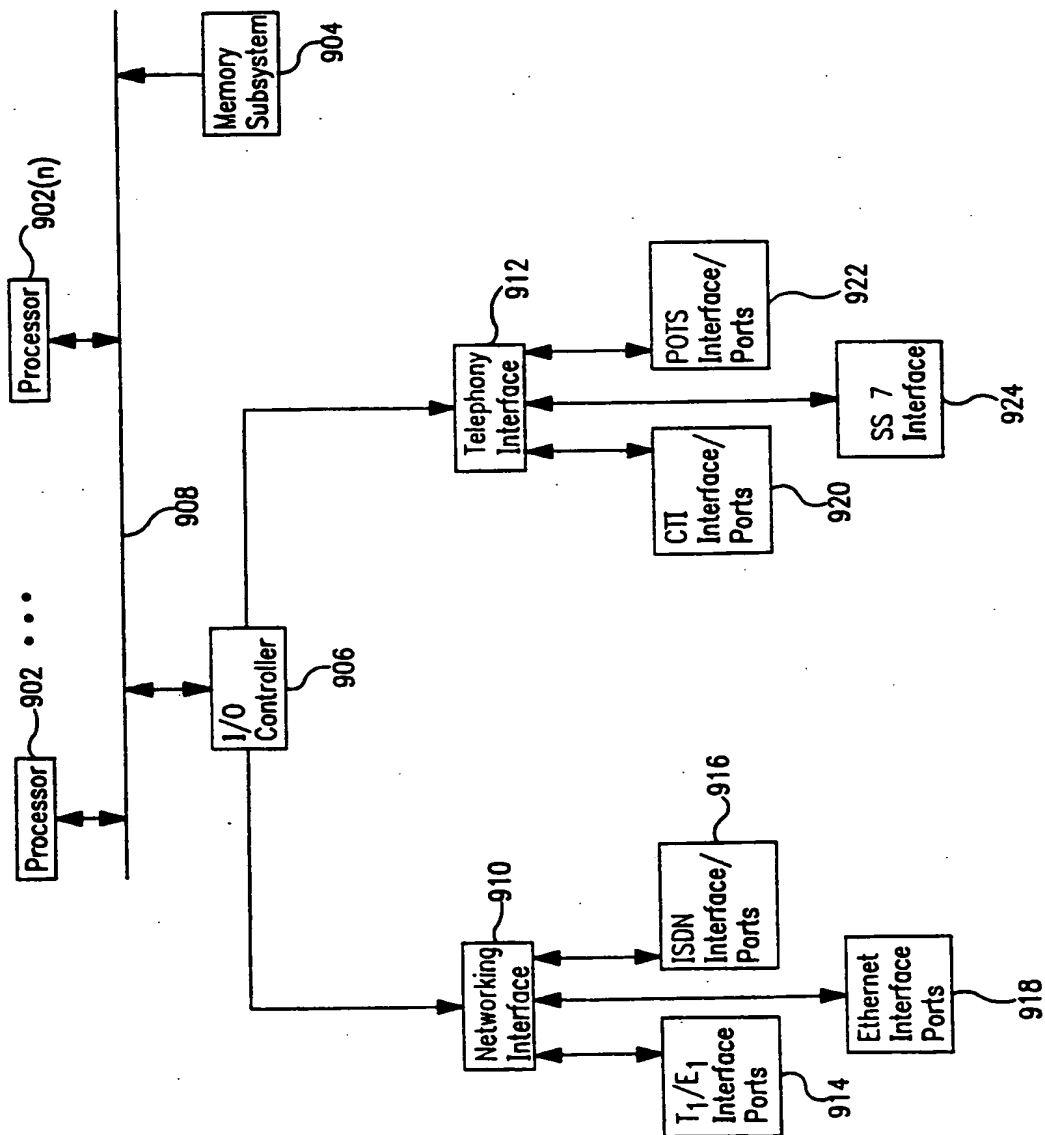 902
Processor
• • •
Processor
902(n)
908
I/O
Controller
906
Memory
Subsystem
904
Networking
Interface
910
Telephony
Interface
912
T1/E1
Interface
Ports
914
ISDN
Interface/
Ports
916
CTI
Interface/
Ports
920
POTS
Interface/
Ports
922
Ethernet
Interface
Ports
918
SS 7
Interface
924